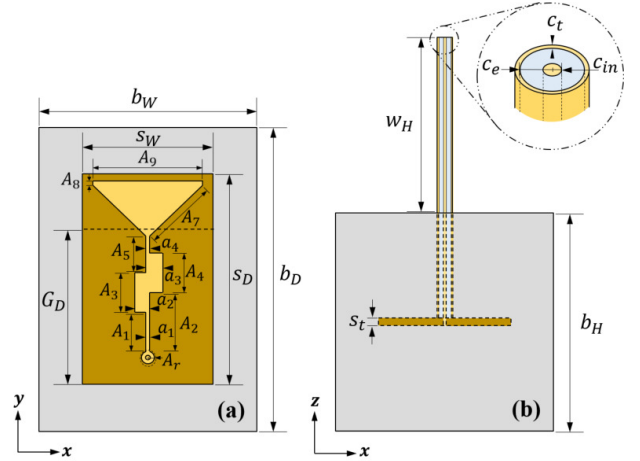 b_W
s_W
A_9
A_8
A_7
A_5
a_4
a_3
A_4
A_3
a_2
A_1
a_1
A_2
A_r
G_D
s_D
b_D
y
x
(a)
c_t
c_e
c_in
w_H
s_t
b_H
z
x
(b)